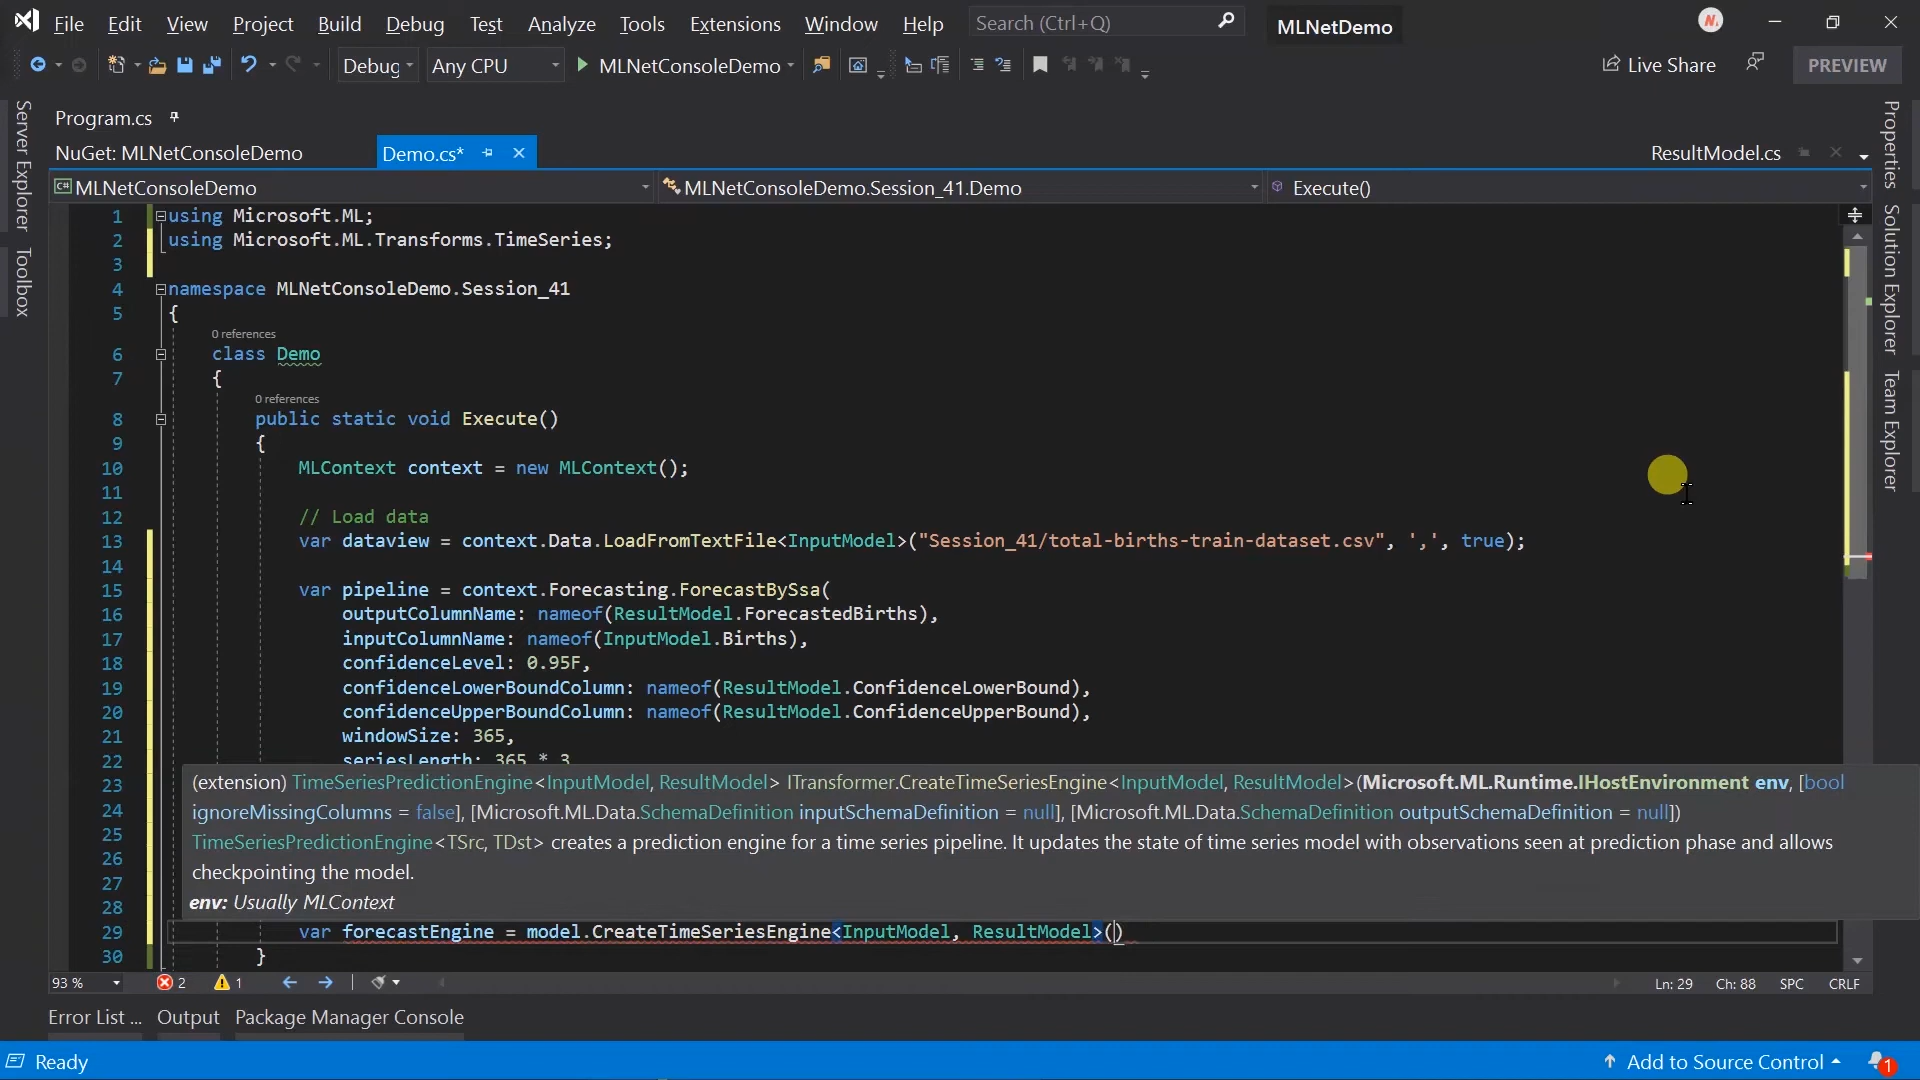 File Edit View Project Build Debug Test Analyze Tools Extensions Window Help Search (Ctrl+Q) MLNetDemo
Debug Any CPU MLNetConsoleDemo Live Share PREVIEW
Server Explorer
Toolbox
Program.cs
NuGet: MLNetConsoleDemo Demo.cs* ResultModel.cs
MLNetConsoleDemo MLNetConsoleDemo.Session_41.Demo Execute()
1 using Microsoft.ML;
2 using Microsoft.ML.Transforms.TimeSeries;
3
4 namespace MLNetConsoleDemo.Session_41
5 {
0 references
6 class Demo
7 {
0 references
8 public static void Execute()
9 {
10 MLContext context = new MLContext();
11
12 // Load data
13 var dataview = context.Data.LoadFromTextFile<InputModel>("Session_41/total-births-train-dataset.csv", ',', true);
14
15 var pipeline = context.Forecasting.ForecastBySsa(
16 outputColumnName: nameof(ResultModel.ForecastedBirths),
17 inputColumnName: nameof(InputModel.Births),
18 confidenceLevel: 0.95F,
19 confidenceLowerBoundColumn: nameof(ResultModel.ConfidenceLowerBound),
20 confidenceUpperBoundColumn: nameof(ResultModel.ConfidenceUpperBound),
21 windowSize: 365,
22 seriesLength: 365 * 3
23 (extension) TimeSeriesPredictionEngine<InputModel, ResultModel> ITransformer.CreateTimeSeriesEngine<InputModel, ResultModel>(Microsoft.ML.Runtime.IHostEnvironment env, [bool
24 ignoreMissingColumns = false], [Microsoft.ML.Data.SchemaDefinition inputSchemaDefinition = null], [Microsoft.ML.Data.SchemaDefinition outputSchemaDefinition = null])
25 TimeSeriesPredictionEngine<TSrc, TDst> creates a prediction engine for a time series pipeline. It updates the state of time series model with observations seen at prediction phase and allows
26 checkpointing the model.
27
28 env: Usually MLContext
29 var forecastEngine = model.CreateTimeSeriesEngine<InputModel, ResultModel>()
30 }
Properties
Solution Explorer
Team Explorer
93 % 2 1 Ln: 29 Ch: 88 SPC CRLF
Error List ... Output Package Manager Console
Ready Add to Source Control 1